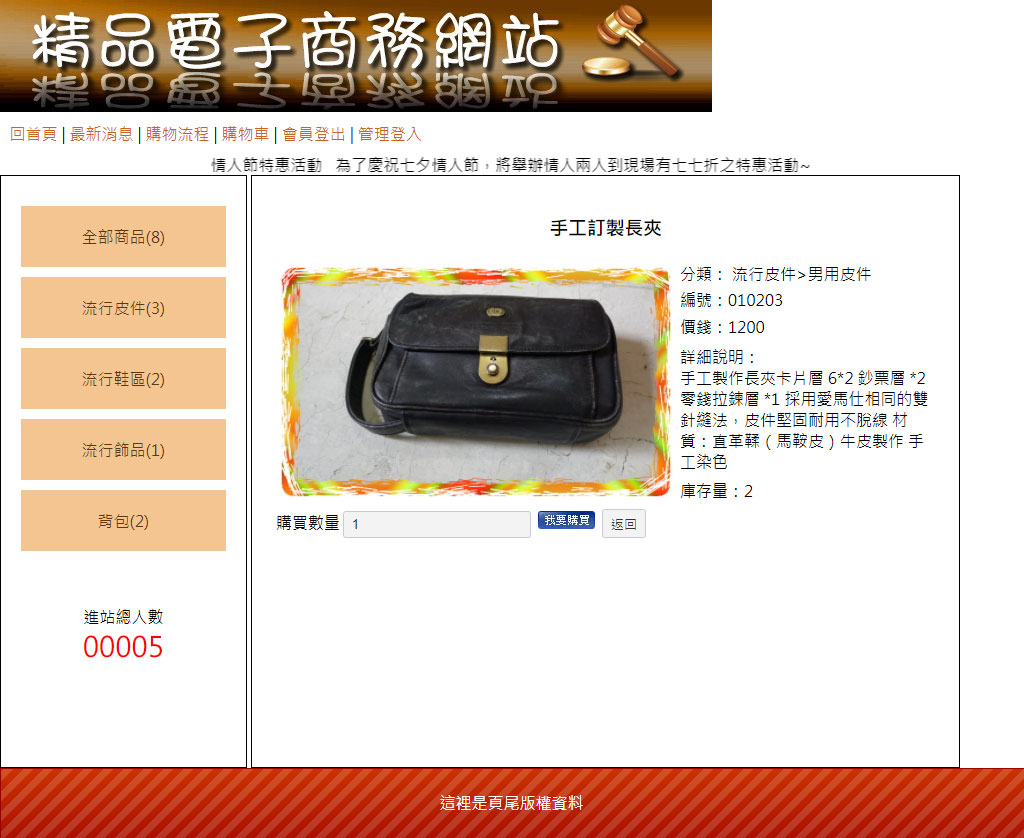 精品電子商務網站
回首頁 | 最新消息 | 購物流程 | 購物車 | 會員登出 | 管理登入
情人節特惠活動 為了慶祝七夕情人節，將舉辦情人兩人到現場有七七折之特惠活動~
全部商品(8)
流行皮件(3)
流行鞋區(2)
流行飾品(1)
背包(2)
進站總人數
00005
手工訂製長夾
分類： 流行皮件>男用皮件
編號：010203
價錢：1200
詳細說明：
手工製作長夾卡片層 6*2 鈔票層 *2
零錢拉鍊層 *1 採用愛馬仕相同的雙
針縫法，皮件堅固耐用不脫線 材
質：直革鞣（馬鞍皮）牛皮製作 手
工染色
庫存量：2
購買數量 1 我要購買 返回
這裡是頁尾版權資料